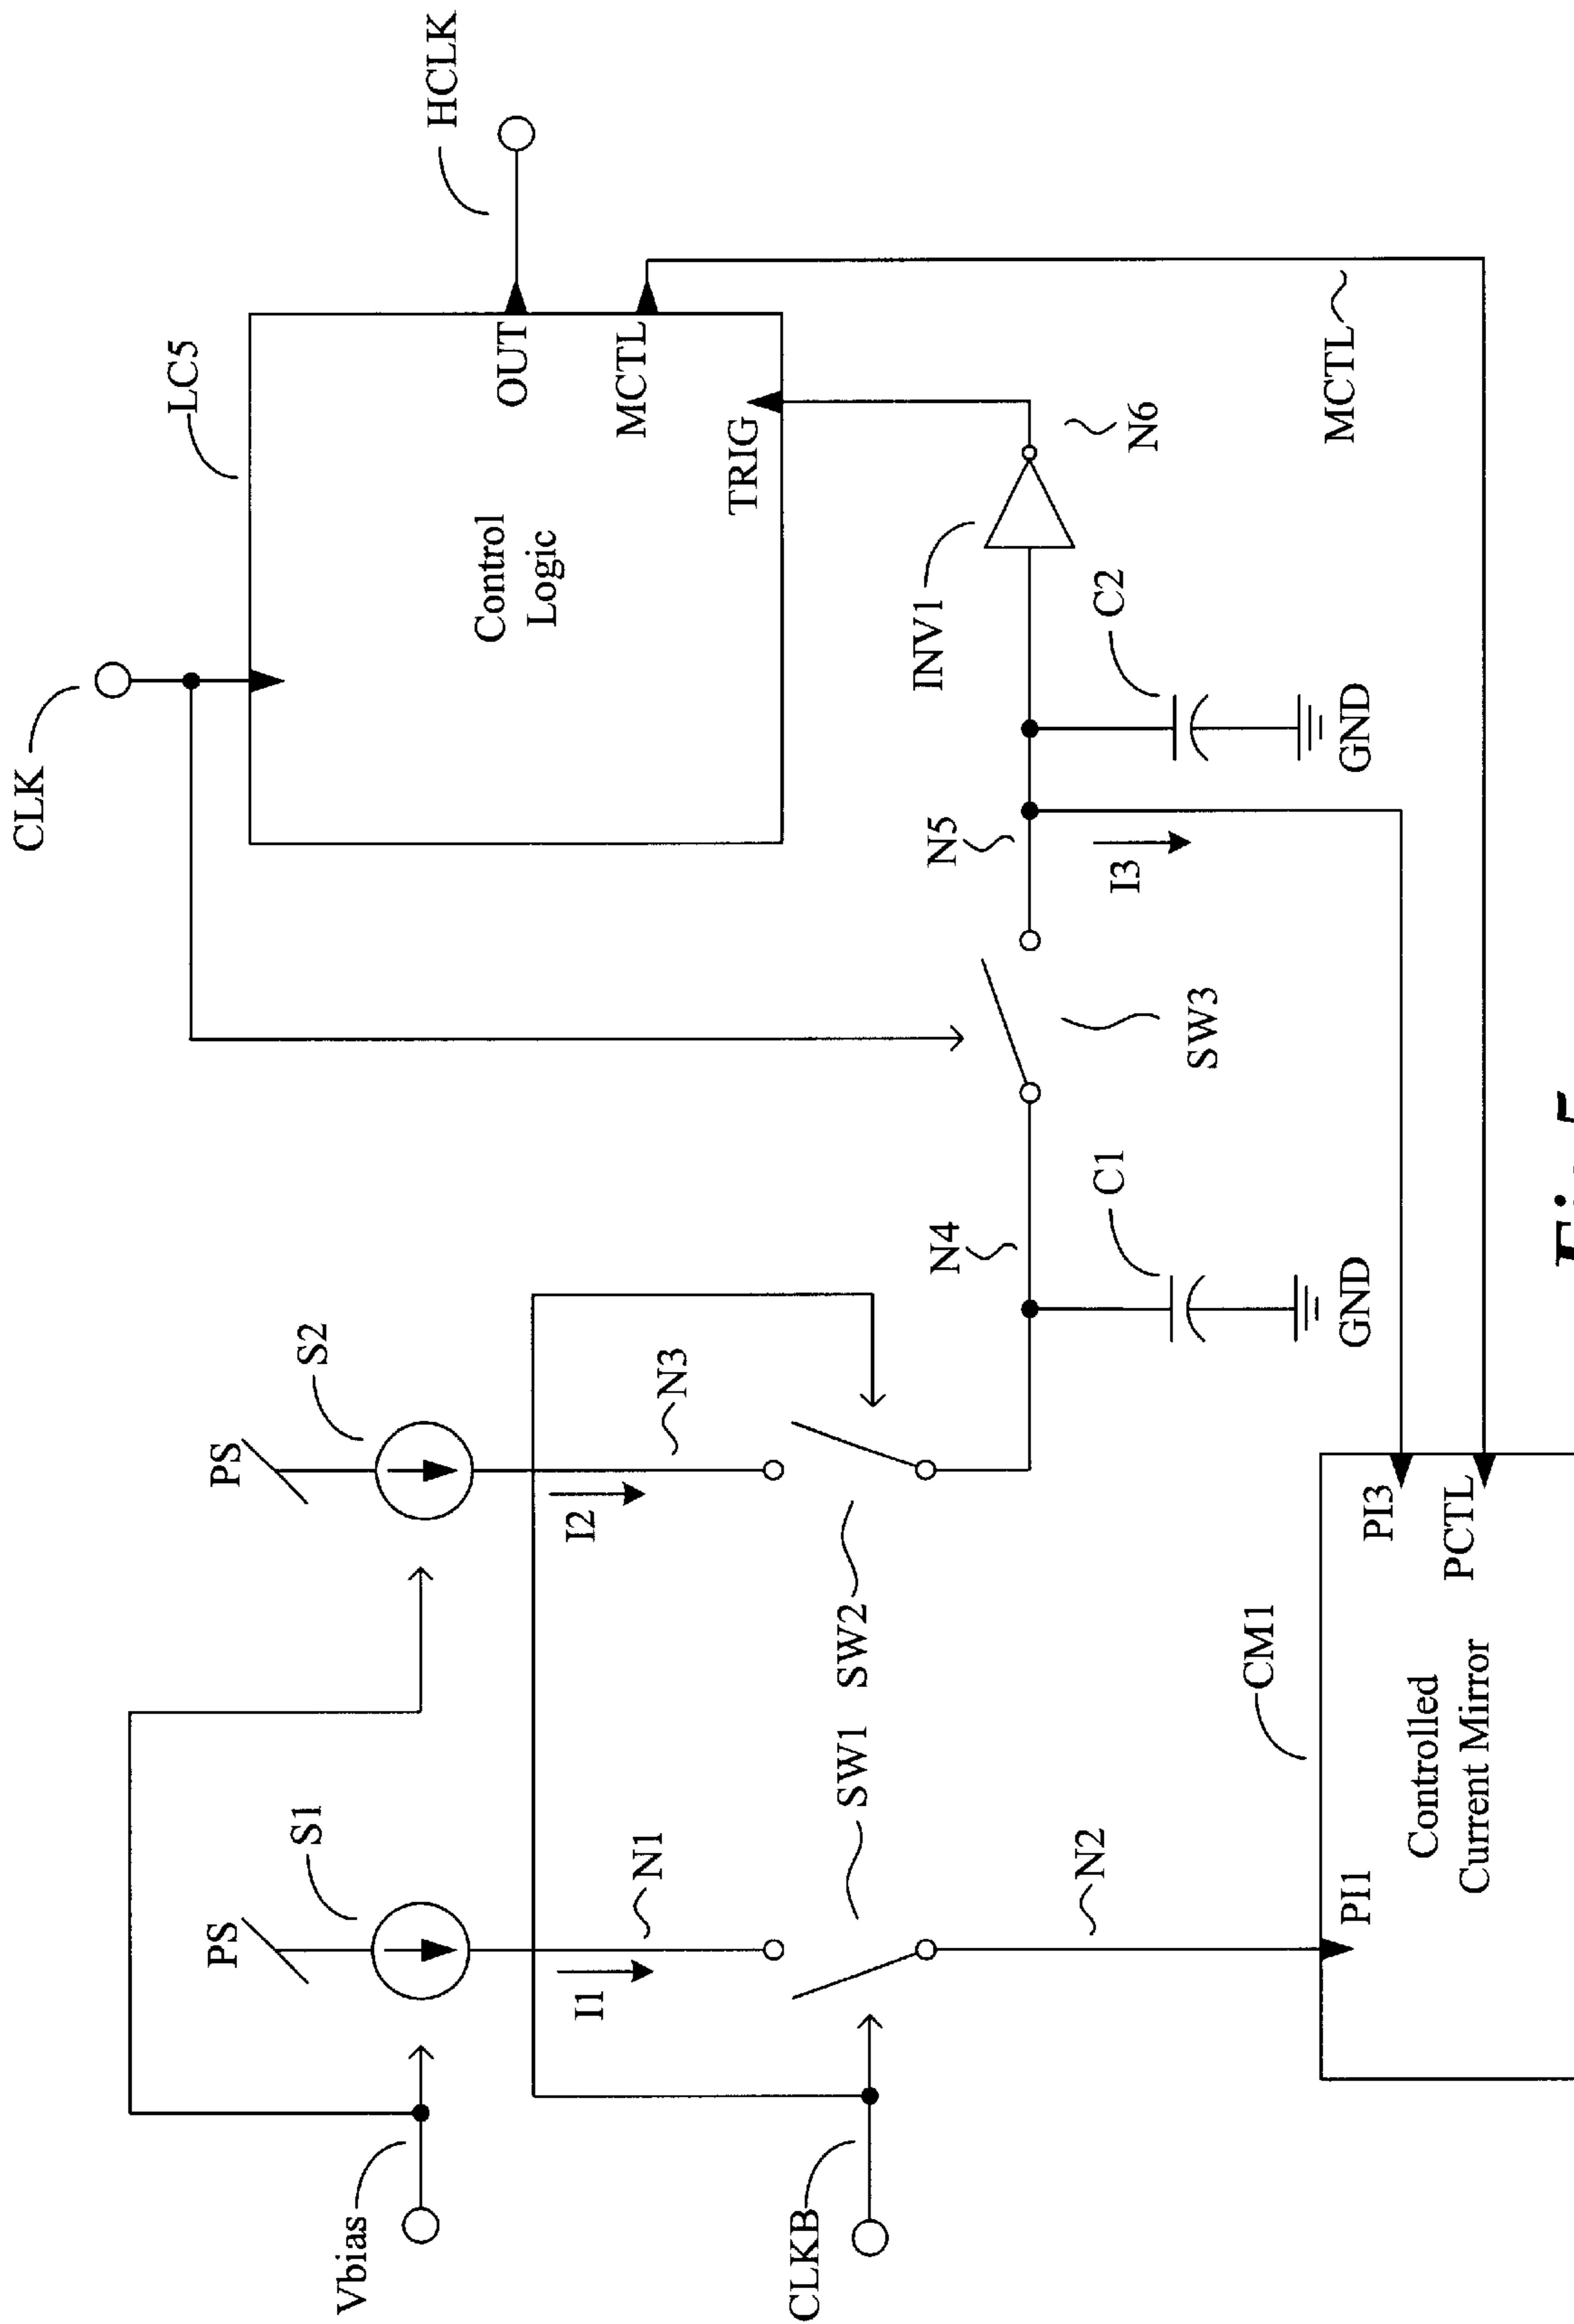 CLK
LC5
HCLK
Control
Logic
OUT
MCTL
TRIG
Vbias
PS
S1
PS
S2
I1
N1
I2
N3
CLKB
SW1
SW2
N4
C1
GND
SW3
N5
I3
INV1
C2
GND
N6
MCTL
N2
CM1
PI1
Controlled
Current Mirror
PI3
PCTL